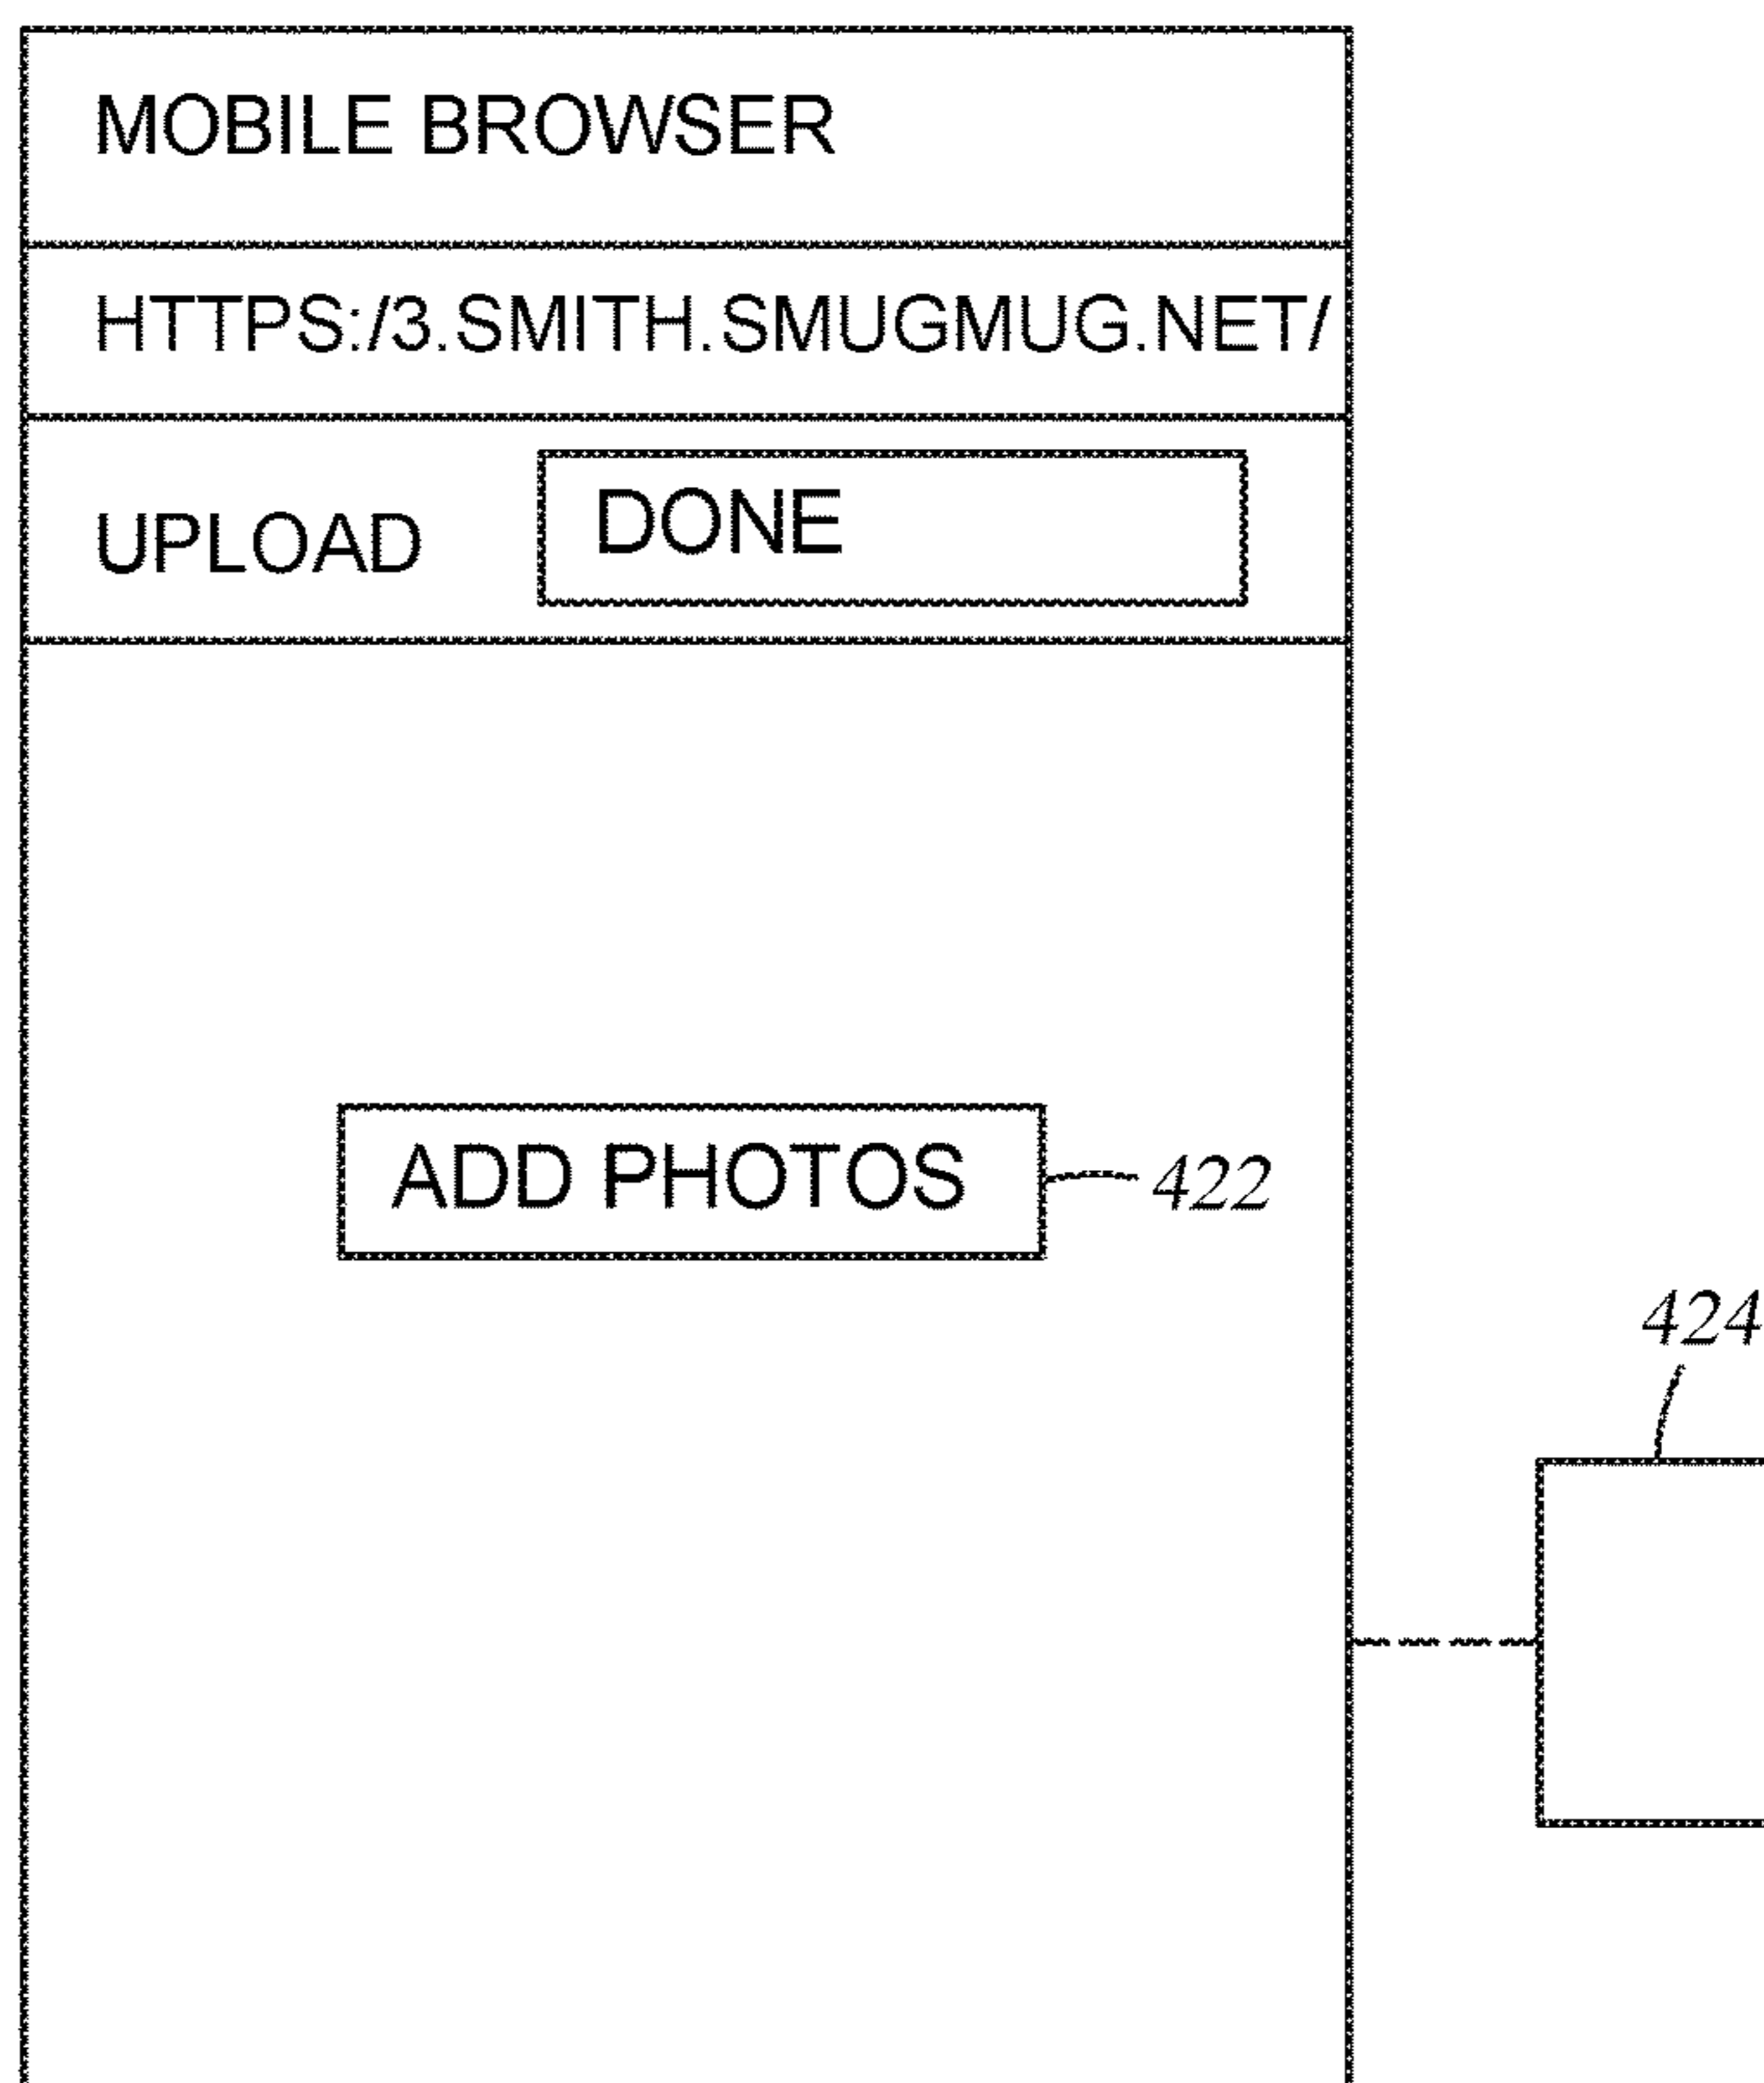 MOBILE BROWSER
HTTPS:/3.SMITH.SMUGMUG.NET/
UPLOAD DONE
ADD PHOTOS 422
424